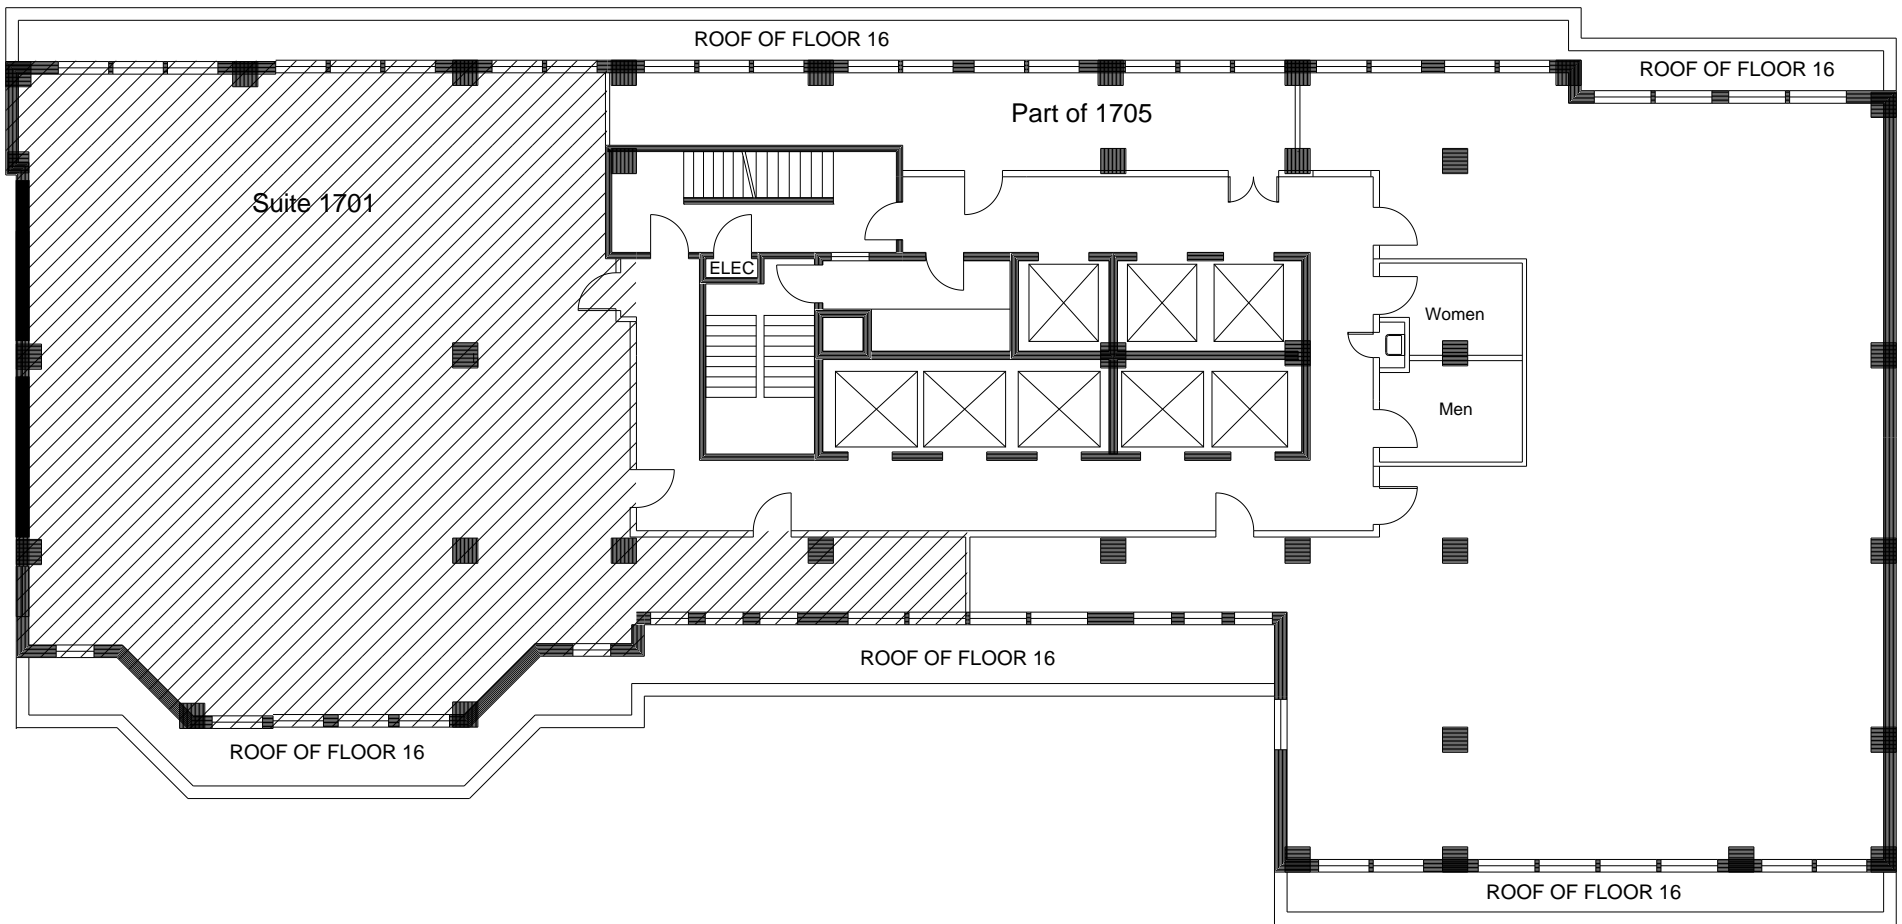 ROOF OF FLOOR 16
ROOF OF FLOOR 16
Part of 1705
Suite 1701
ELEC
Women
Men
ROOF OF FLOOR 16
ROOF OF FLOOR 16
ROOF OF FLOOR 16